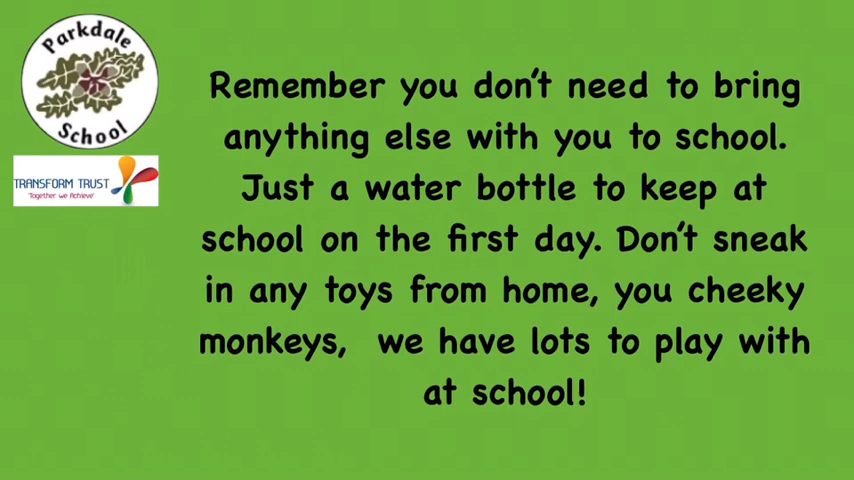 Parkdale
School
TRANSFORM TRUST
"Together we Achieve"
Remember you don't need to bring
anything else with you to school.
Just a water bottle to keep at
school on the first day. Don't sneak
in any toys from home, you cheeky
monkeys,  we have lots to play with
at school!